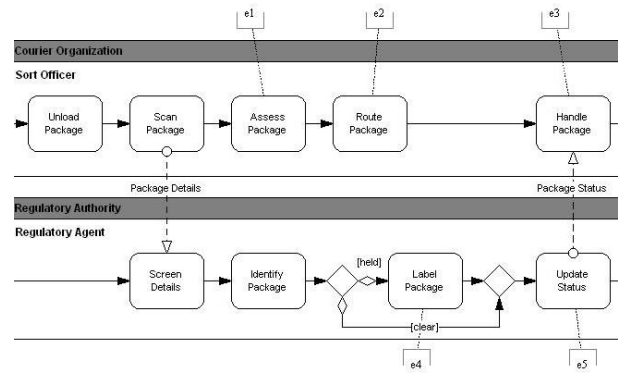 e1
e2
e3
Courier Organization
Sort Officer
Unload
Package
Scan
Package
Assess
Package
Route
Package
Handle
Package
Package Details
Package Status
Regulatory Authority
Regulatory Agent
Screen
Details
Identify
Package
[held]
Label
Package
Update
Status
[clear]
e4
e5